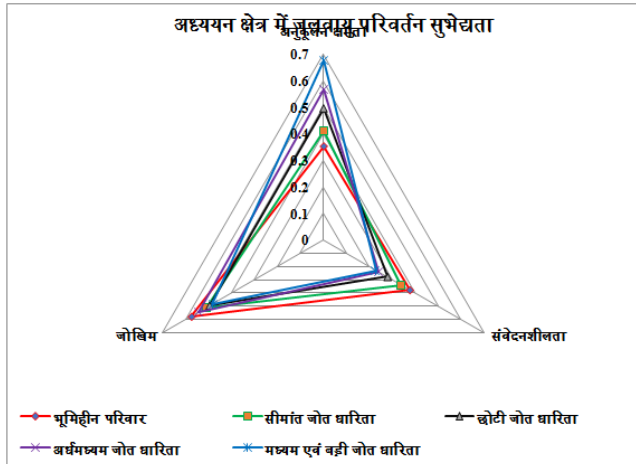 अध्ययन क्षेत्र में जलवायु परिवर्तन सुभेद्यता
अनुकूलन क्षमता
0.7
0.6
0.5
0.4
0.3
0.2
0.1
0
जोखिम संवेदनशीलता
भूमिहीन परिवार सीमांत जोत धारिता छोटी जोत धारिता
अर्धमध्यम जोत धारिता मध्यम एवं बड़ी जोत धारिता